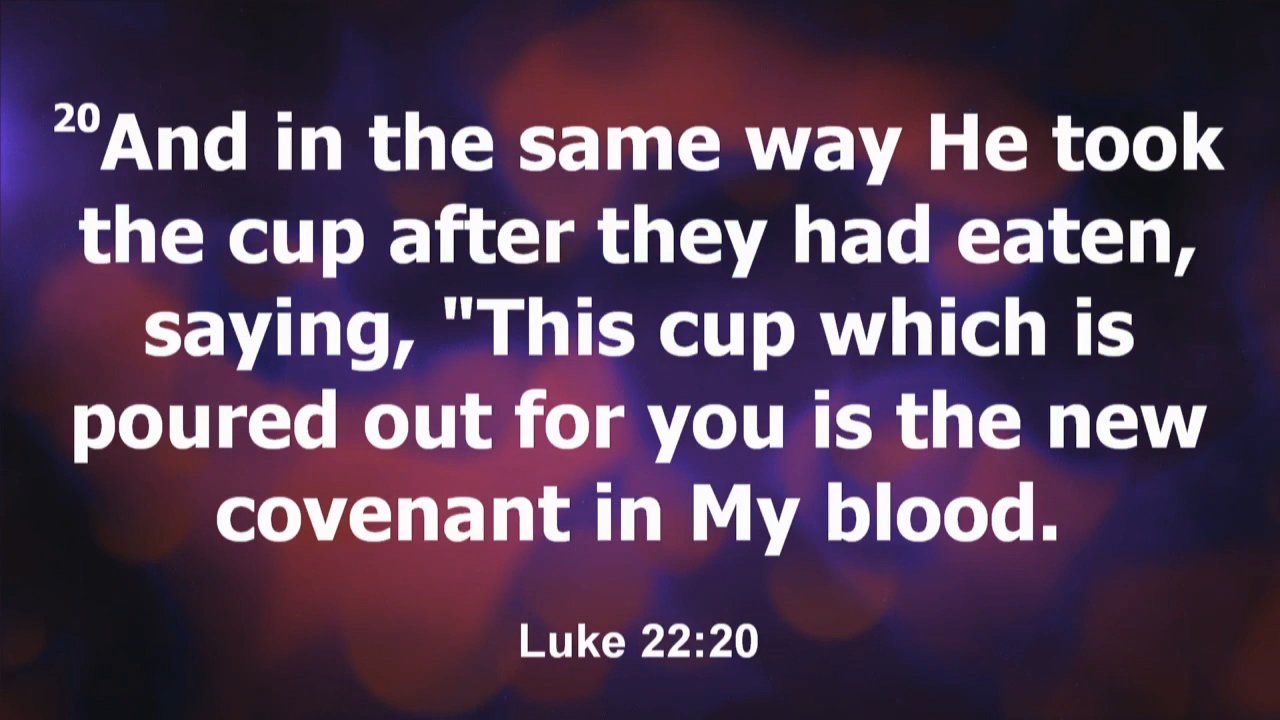 20And in the same way He took
the cup after they had eaten,
saying, "This cup which is
poured out for you is the new
covenant in My blood.
Luke 22:20